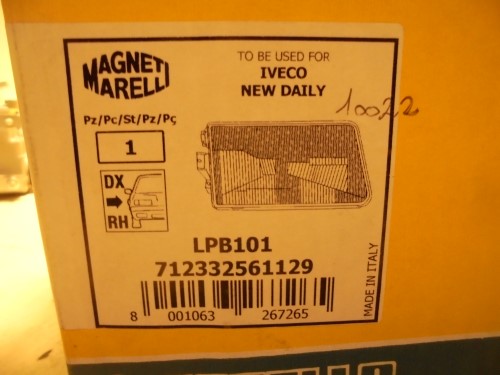 MAGNETI
MARELLI
TO BE USED FOR
IVECO
NEW DAILY
10022
Pz/Pc/St/Pz/Pç
1
DX
RH
LPB101
712332561129
8 001063 267265
MADE IN ITALY